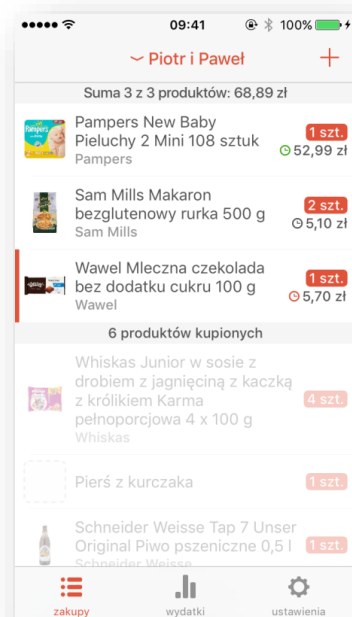 09:41 100%
Piotr i Paweł
Suma 3 z 3 produktów: 68,89 zł
Pampers New Baby
Pieluchy 2 Mini 108 sztuk
Pampers
1 szt.
52,99 zł
Sam Mills Makaron
bezglutenowy rurka 500 g
Sam Mills
2 szt.
5,10 zł
Wawel Mleczna czekolada
bez dodatku cukru 100 g
Wawel
1 szt.
5,70 zł
6 produktów kupionych
Whiskas Junior w sosie z
drobiem z jagnięciną z kaczką
z królikiem Karma
pełnoporcjowa 4 x 100 g
Whiskas
4 szt.
Pierś z kurczaka
1 szt.
Schneider Weisse Tap 7 Unser
Original Piwo pszeniczne 0,5 l
Schneider Weisse
1 szt.
zakupy wydatki ustawienia